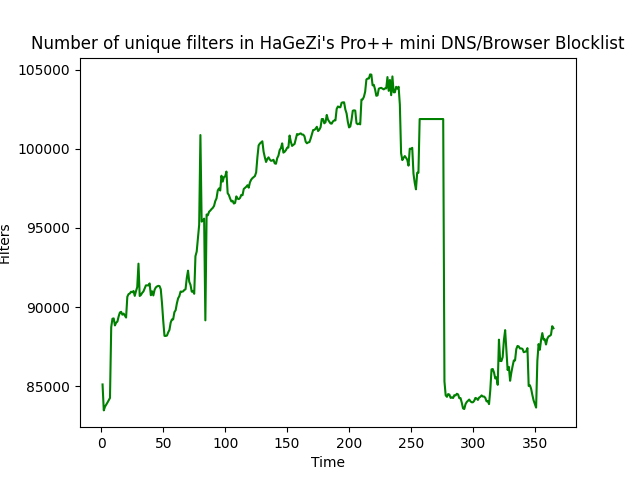 Number of unique filters in HaGeZi's Pro++ mini DNS/Browser Blocklist
105000
100000
95000
90000
85000
Filters
0 50 100 150 200 250 300 350
Time